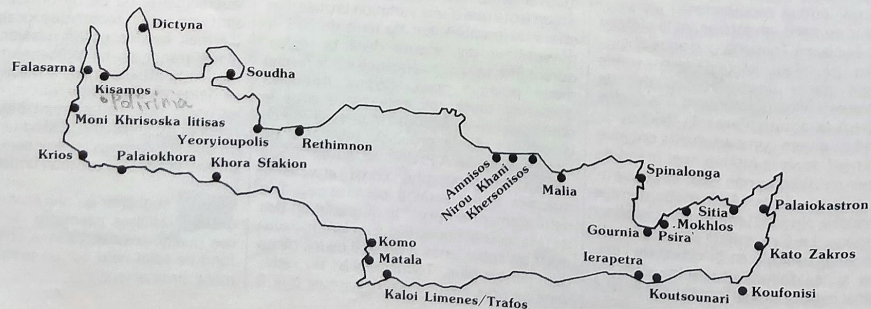 Dictyna
Falasarna
Soudha
Kisamos
Polirinia
Moni Khrisoska Iitisas
Yeoryioupolis
Rethimnon
Krios
Palaiokhora
Khora Sfakion
Amnisos
Nirou Khani
Khersonisos
Malia
Spinalonga
Gournia
Psira
Mokhlos
Sitia
Palaiokastron
Komo
Matala
Kaloi Limenes/Trafos
Ierapetra
Koutsounari
Kato Zakros
Koufonisi